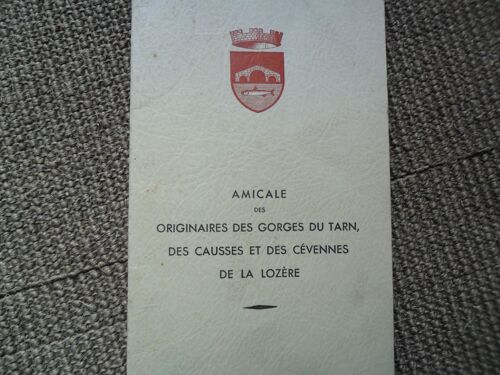 AMICALE
DES
ORIGINAIRES DES GORGES DU TARN,
DES CAUSSES ET DES CÉVENNES
DE LA LOZÈRE